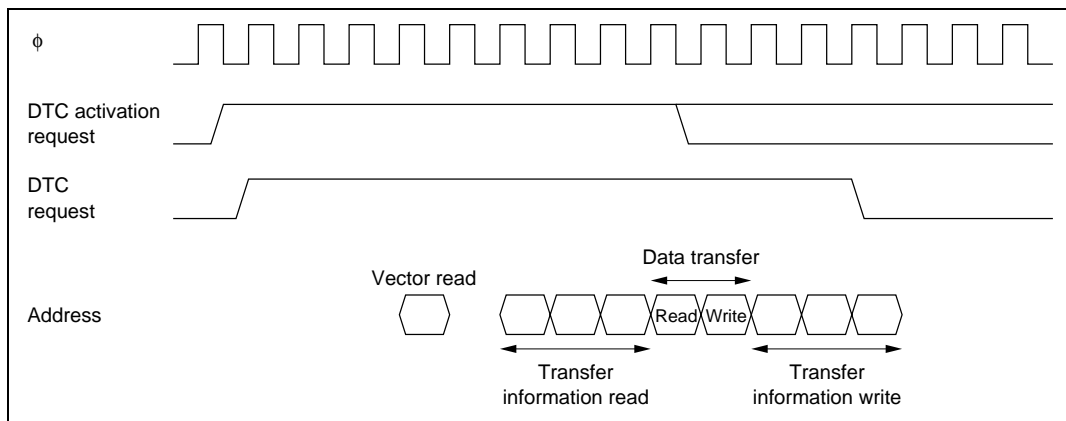 ϕ
DTC activation
request
DTC
request
Data transfer
Vector read
Address
Read
Write
Transfer
information read
Transfer
information write